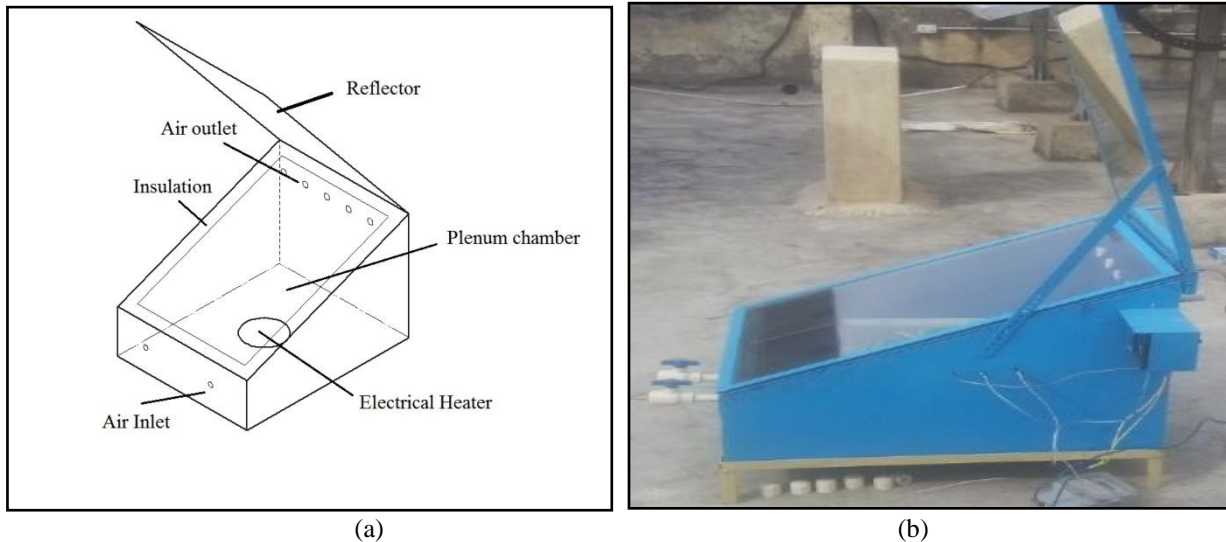 Reflector
Air outlet
Insulation
Plenum chamber
Electrical Heater
Air Inlet
(a)
(b)